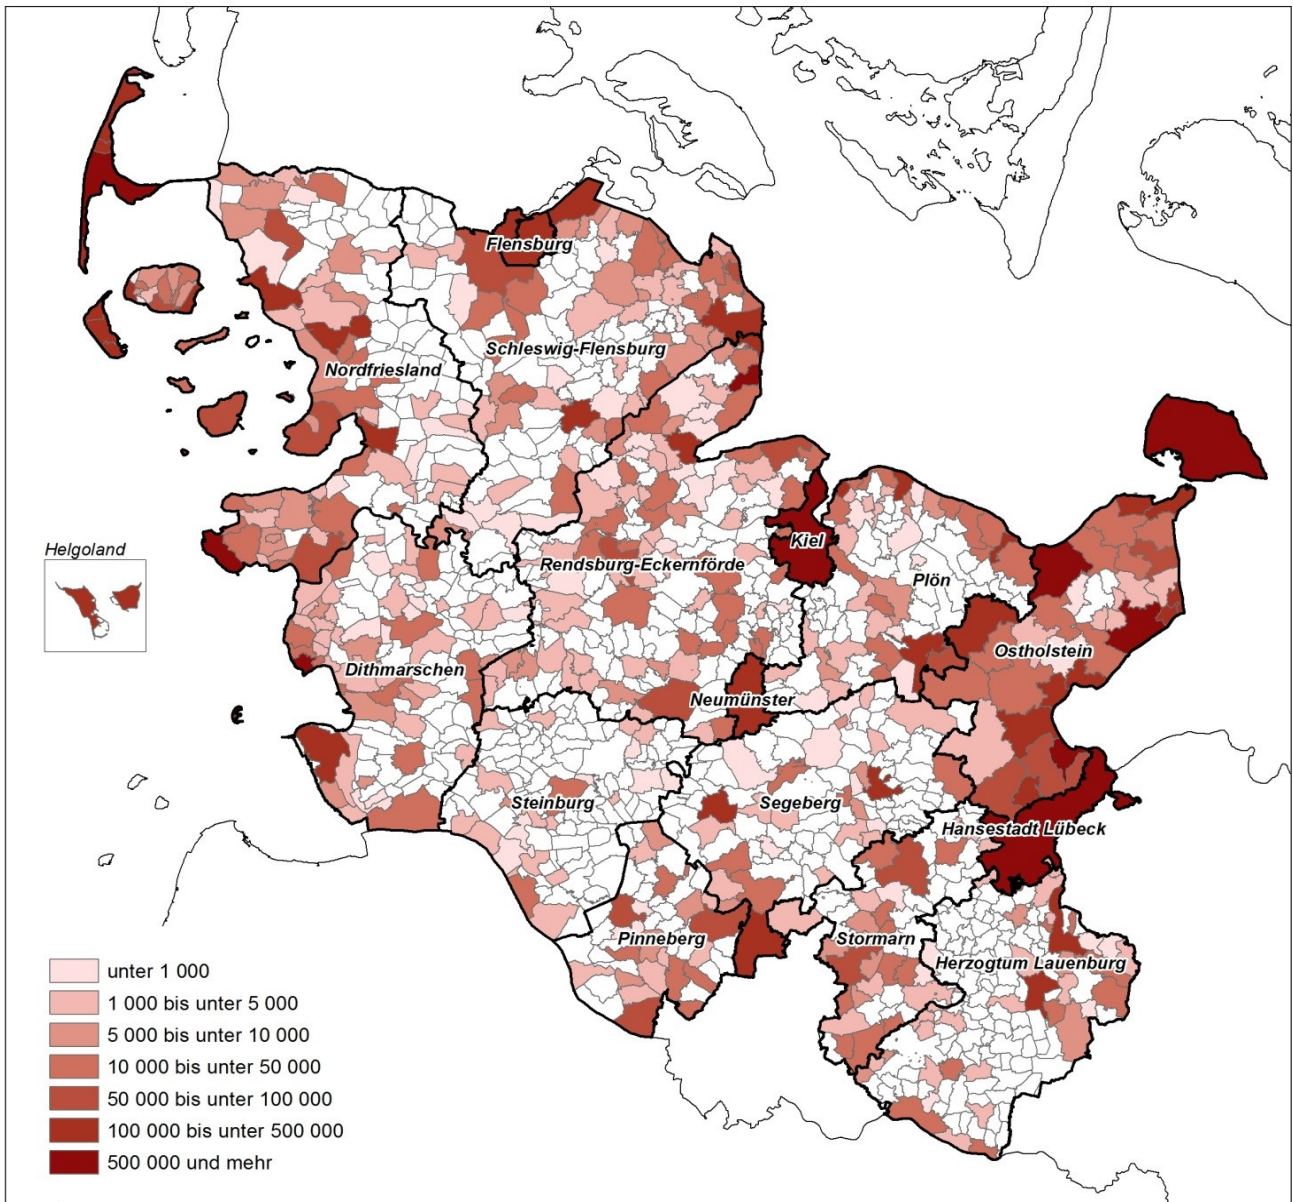 Flensburg
Schleswig-Flensburg
Nordfriesland
Helgoland
Kiel
Rendsburg-Eckernförde
Plön
Ostholstein
Dithmarschen
Neumünster
Steinburg
Segeberg
Hansestadt Lübeck
Pinneberg
Stormarn
Herzogtum Lauenburg
unter 1 000
1 000 bis unter 5 000
5 000 bis unter 10 000
10 000 bis unter 50 000
50 000 bis unter 100 000
100 000 bis unter 500 000
500 000 und mehr